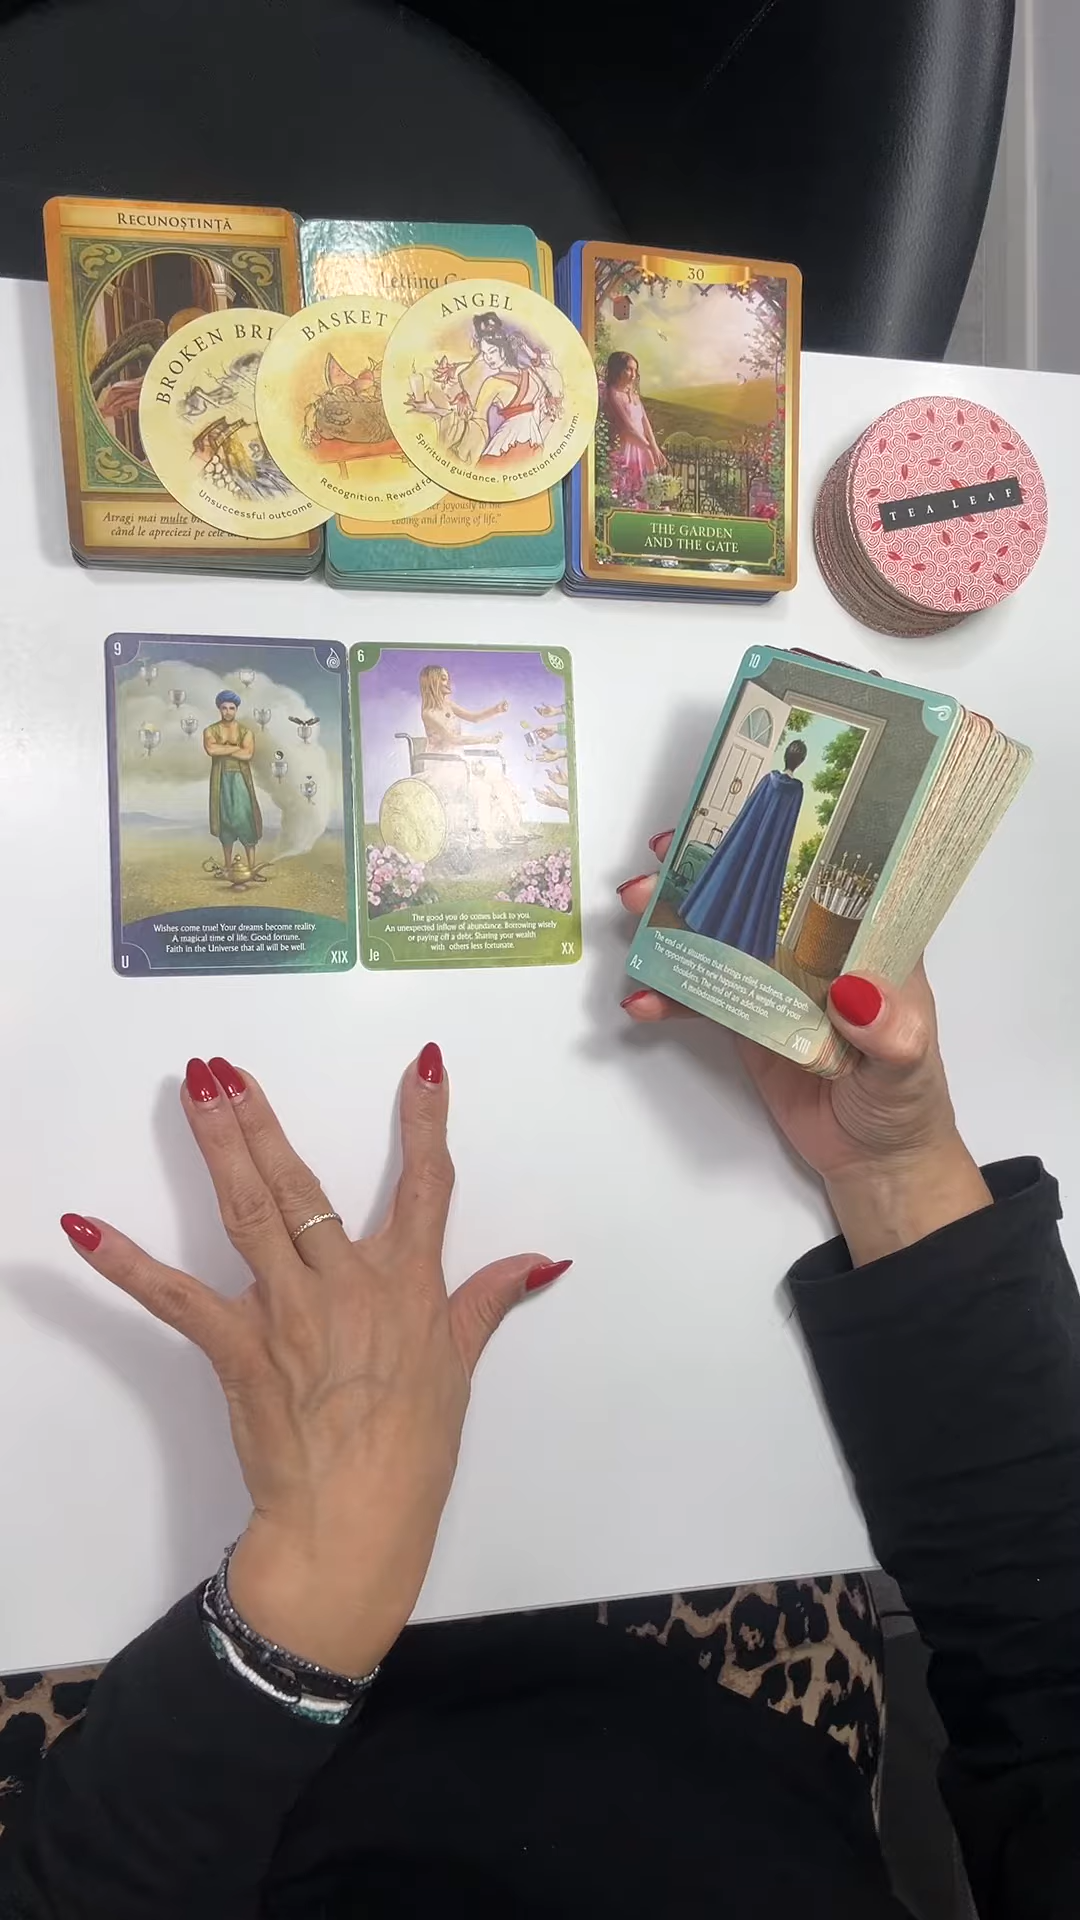 RECUNOȘTINȚĂ
Atragi mai multe
când le apreciezi pe cele
BROKEN
Unsuccessful outcome
BASKET
Recognition. Reward
ANGEL
Spiritual guidance. Protection from harm.
Letting
joyously to the
and flowing of life."
30
THE GARDEN
AND THE GATE
TEA LEAF
9
Wishes come true! Your dreams become reality.
A magical time of life. Good fortune.
Faith in the Universe that all will be well.
U
XIX
6
The good you do comes back to you.
An unexpected inflow of abundance. Borrowing wisely
or paying off a debt. Sharing your wealth
with others less fortunate.
Je
XX
10
The end of a situation that brings relief, sadness, or both.
The opportunity for new happiness. A weight off your
shoulders. The end of an addiction.
A melodramatic reaction.
Az
XIII